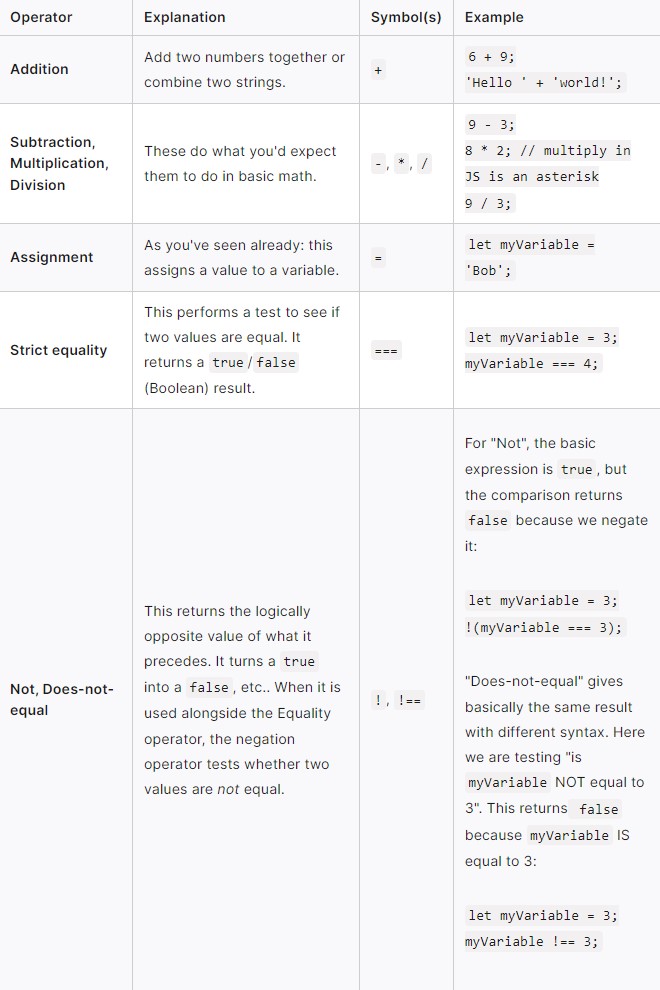 Operator Explanation Symbol(s) Example
Addition
Add two numbers together or
combine two strings.
+
6 + 9;
'Hello ' + 'world!';
Subtraction,
Multiplication,
Division
These do what you'd expect
them to do in basic math.
-, *, /
9 - 3;
8 * 2; // multiply in
JS is an asterisk
9 / 3;
Assignment
As you've seen already: this
assigns a value to a variable.
=
let myVariable =
'Bob';
Strict equality
This performs a test to see if
two values are equal. It
returns a true/false
(Boolean) result.
===
let myVariable = 3;
myVariable === 4;
Not, Does-not-
equal
This returns the logically
opposite value of what it
precedes. It turns a true
into a false, etc.. When it is
used alongside the Equality
operator, the negation
operator tests whether two
values are not equal.
!, !==
For "Not", the basic
expression is true, but
the comparison returns
false because we negate
it:
let myVariable = 3;
!(myVariable === 3);
"Does-not-equal" gives
basically the same result
with different syntax. Here
we are testing "is
myVariable NOT equal to
3". This returns false
because myVariable IS
equal to 3:
let myVariable = 3;
myVariable !== 3;